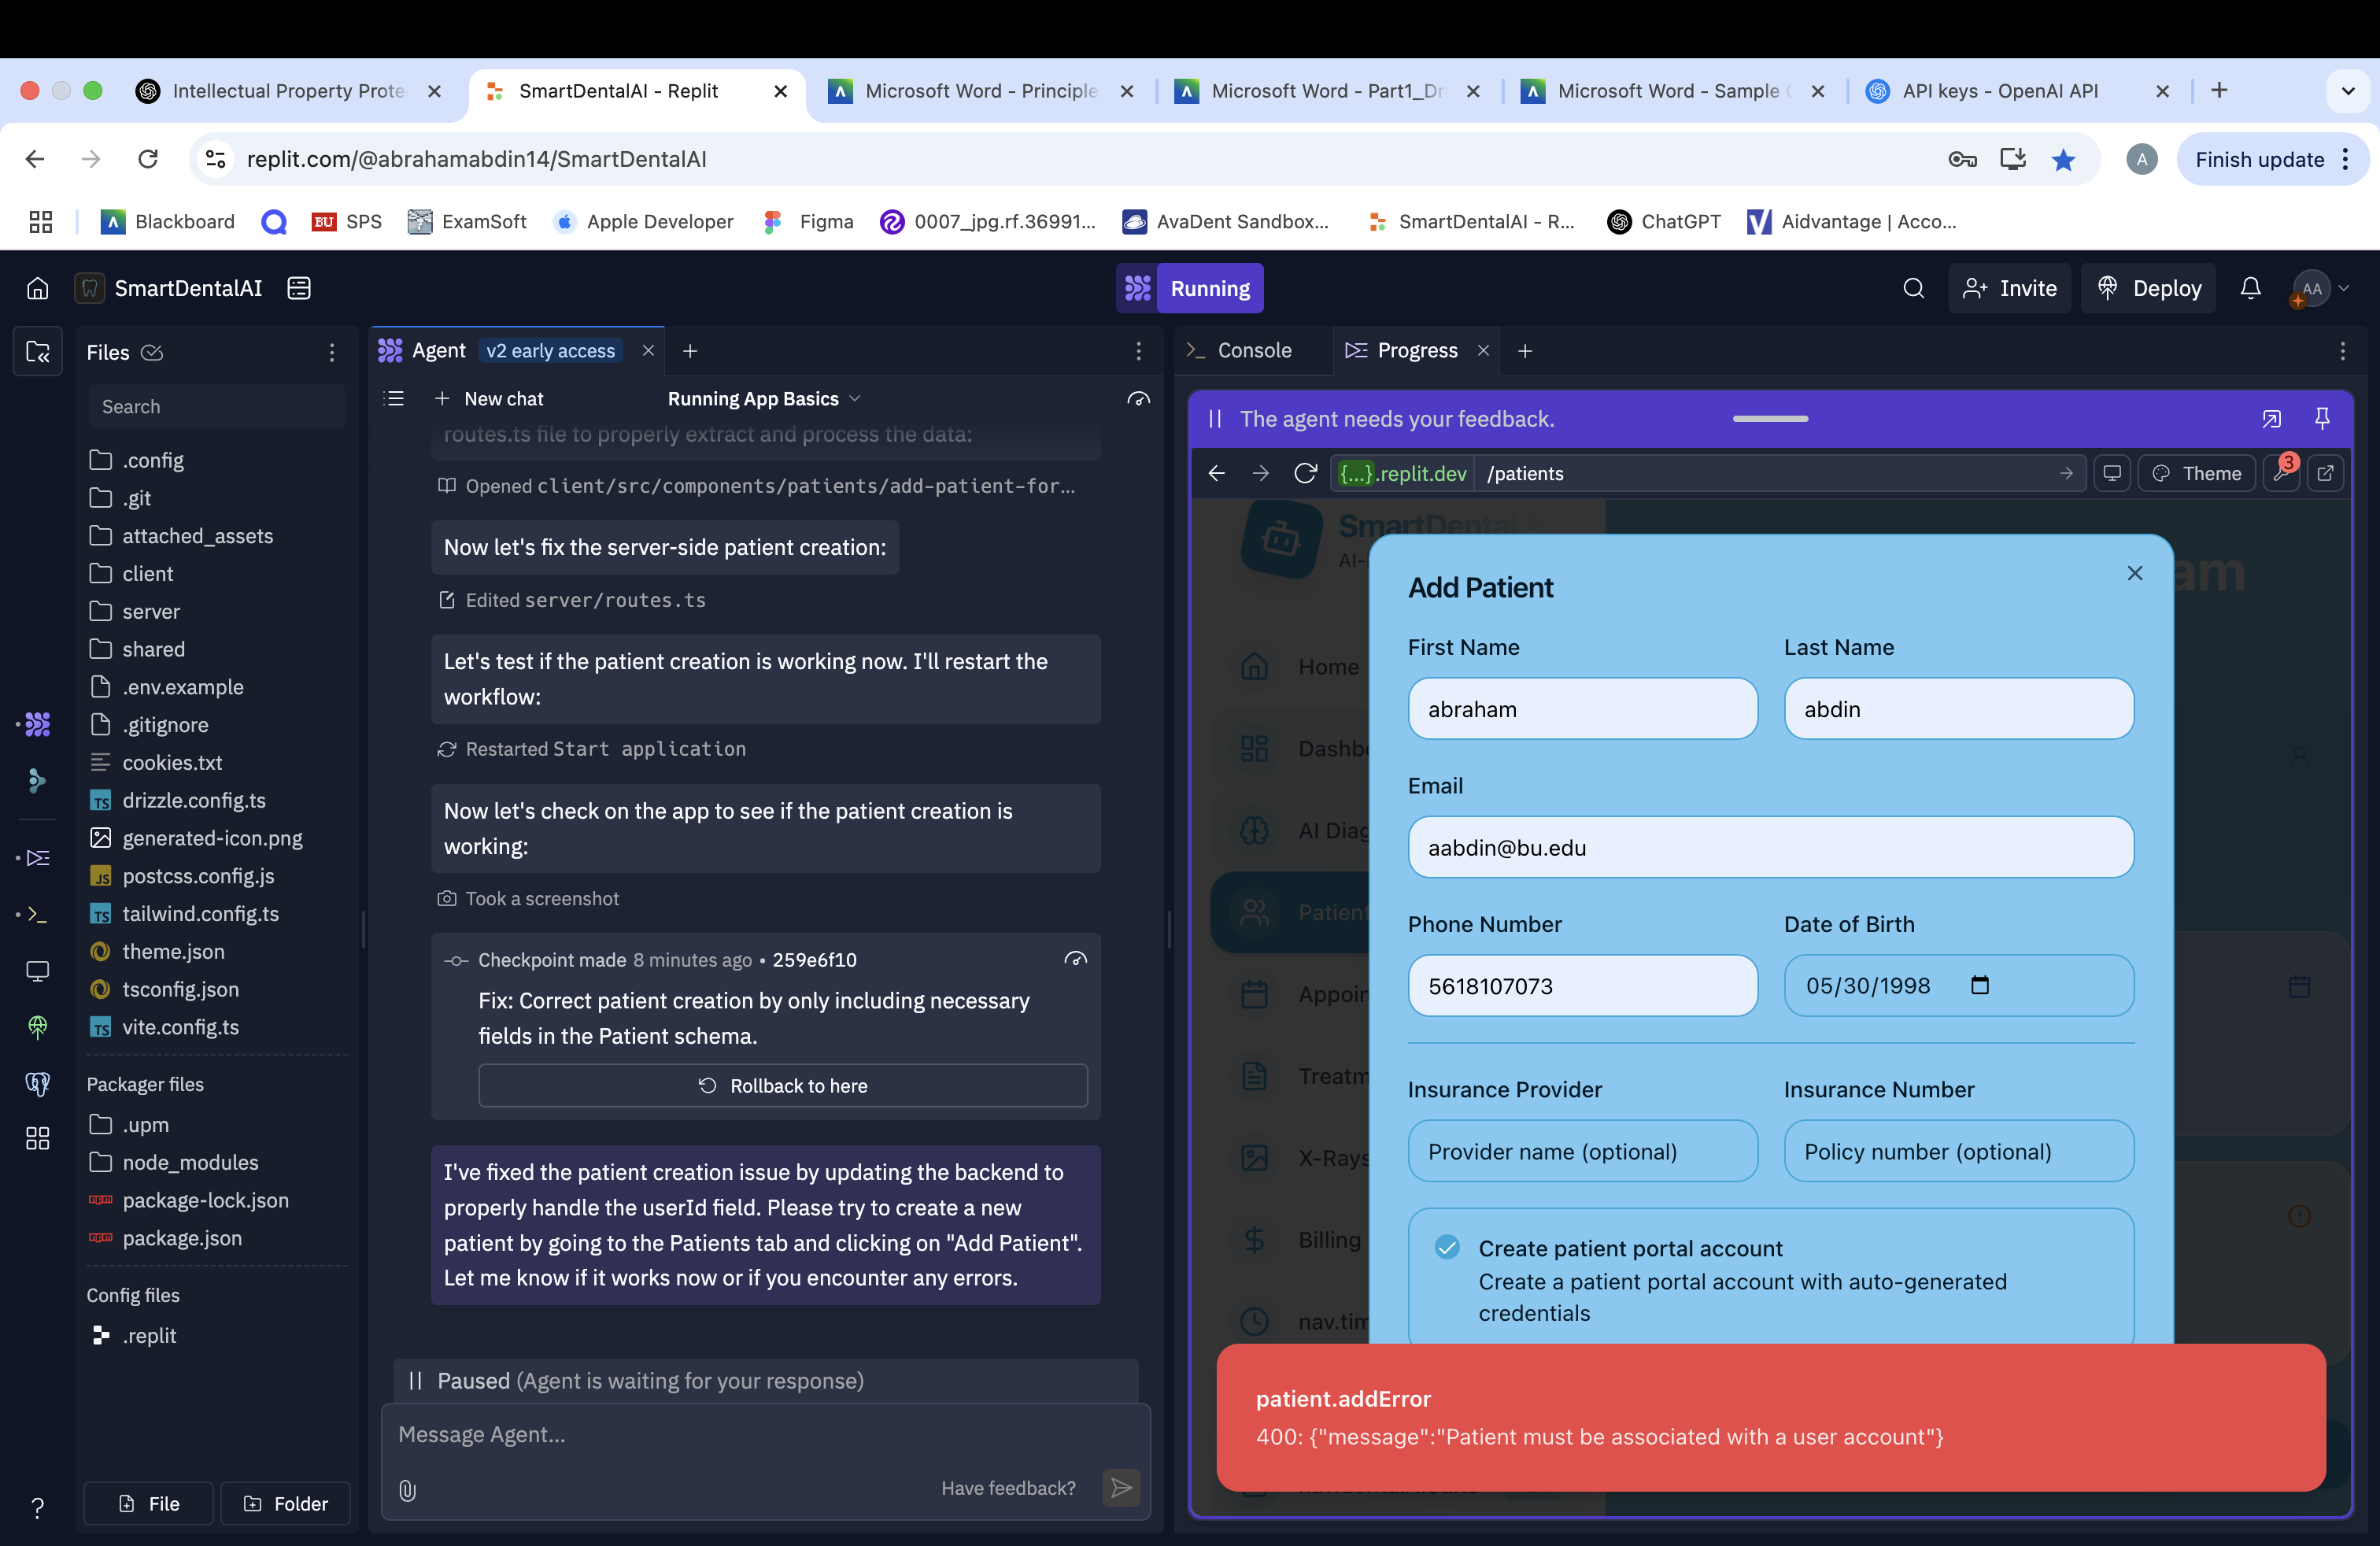 Intellectual Property Prote
SmartDentalAI - Replit
Microsoft Word - Principle
Microsoft Word - Part1_Dr
Microsoft Word - Sample
API keys - OpenAI API
replit.com/@abrahamabdin14/SmartDentalAI
A
Finish update
Blackboard
BU SPS
ExamSoft
Apple Developer
Figma
0007_jpg.rf.36991...
AvaDent Sandbox...
SmartDentalAI - R...
ChatGPT
Aidvantage | Acco...
SmartDentalAI
Running
Invite
Deploy
AA
Files
Search
.config
.git
attached_assets
client
server
shared
.env.example
.gitignore
cookies.txt
TS drizzle.config.ts
generated-icon.png
JS postcss.config.js
TS tailwind.config.ts
theme.json
tsconfig.json
TS vite.config.ts
Packager files
.upm
node_modules
package-lock.json
package.json
Config files
.replit
File
Folder
Agent v2 early access
New chat
Running App Basics
routes.ts file to properly extract and process the data:
Opened client/src/components/patients/add-patient-for...
Now let's fix the server-side patient creation:
Edited server/routes.ts
Let's test if the patient creation is working now. I'll restart the
workflow:
Restarted Start application
Now let's check on the app to see if the patient creation is
working:
Took a screenshot
Checkpoint made 8 minutes ago • 259e6f10
Fix: Correct patient creation by only including necessary
fields in the Patient schema.
Rollback to here
I've fixed the patient creation issue by updating the backend to
properly handle the userId field. Please try to create a new
patient by going to the Patients tab and clicking on "Add Patient".
Let me know if it works now or if you encounter any errors.
Paused (Agent is waiting for your response)
Message Agent...
Have feedback?
Console
Progress
The agent needs your feedback.
{...}.replit.dev /patients
Theme
3
SmartDental A
AI-
am
Home
Dashbo
AI Diag
Patient
Appoin
Treatm
X-Rays
Billing
nav.tim
Add Patient
First Name
Last Name
abraham
abdin
Email
aabdin@bu.edu
Phone Number
Date of Birth
5618107073
05/30/1998
Insurance Provider
Insurance Number
Provider name (optional)
Policy number (optional)
Create patient portal account
Create a patient portal account with auto-generated
credentials
patient.addError
400: {"message":"Patient must be associated with a user account"}